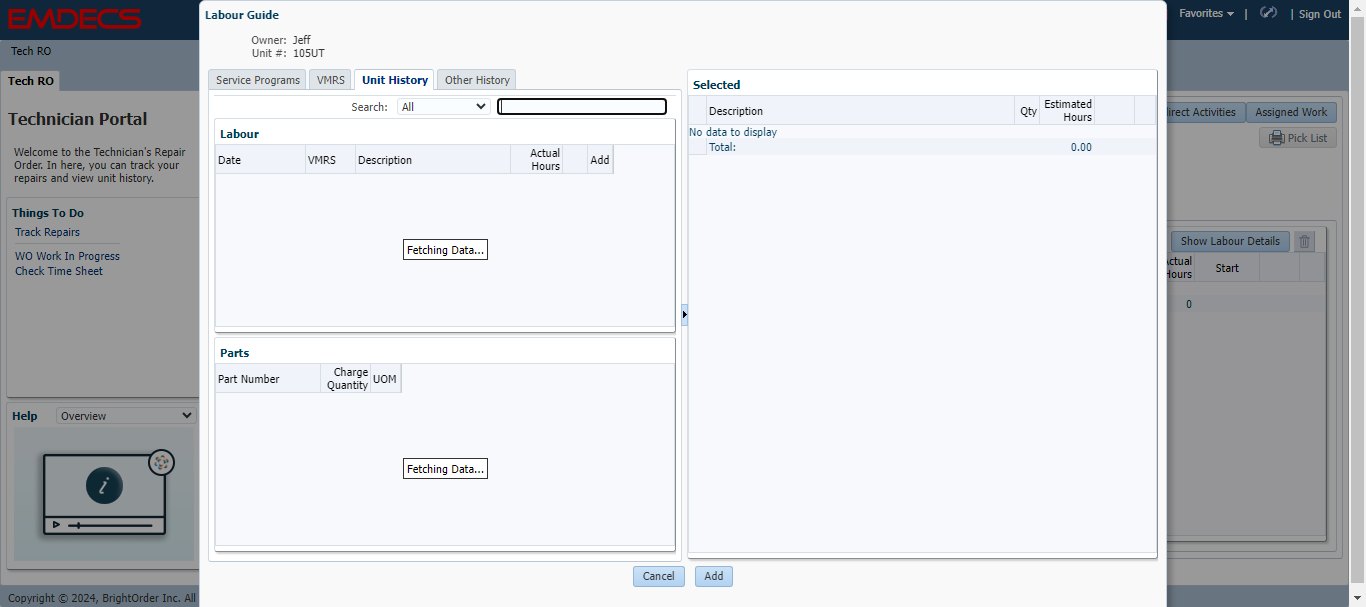 EMDECS
Favorites | | Sign Out
Tech RO
Tech RO
Technician Portal
Welcome to the Technician's Repair
Order. In here, you can track your
repairs and view unit history.
Things To Do
Track Repairs
WO Work In Progress
Check Time Sheet
Help Overview
i
Copyright © 2024, BrightOrder Inc. All
Labour Guide
Owner: Jeff
Unit #: 105UT
Service Programs VMRS Unit History Other History
Search: All
Labour
Date VMRS Description Actual Hours Add
Fetching Data...
Parts
Part Number Charge Quantity UOM
Fetching Data...
Selected
Description Qty Estimated Hours
No data to display
Total: 0.00
Cancel Add
irect Activities Assigned Work
Pick List
Show Labour Details
Actual Hours Start
0